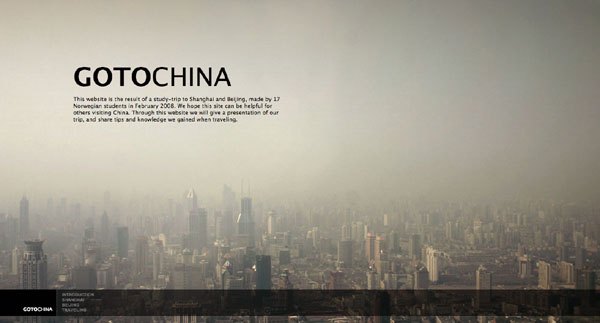 GOTOCHINA
This website is the result of a study-trip to Shanghai and Beijing, made by 17
Norwegian students in February 2008. We hope this site can be helpful for
others visiting China. Through this website we will give a presentation of our
trip, and share tips and knowledge we gained when traveling.
GOTOCHINA
INTRODUCTION
SHANGHAI
BEIJING
TRAVELING